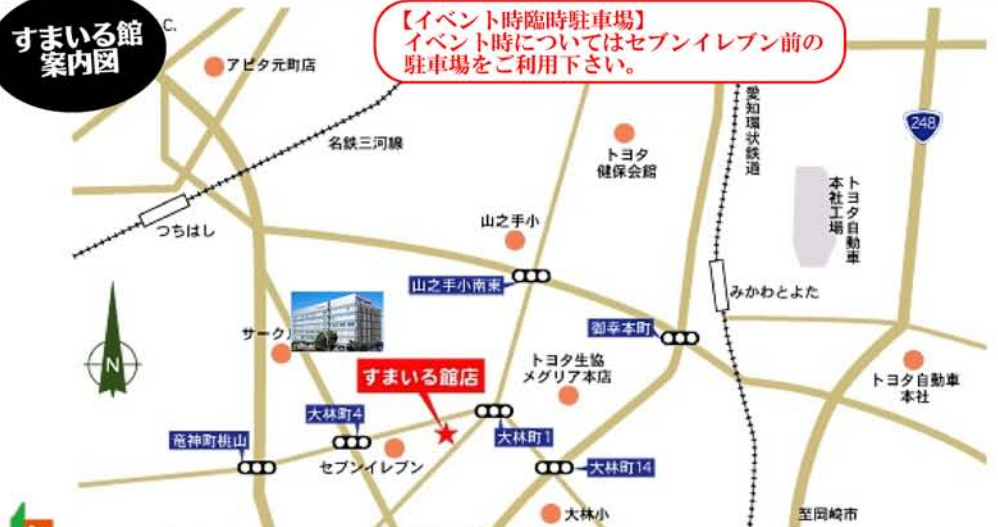 すまいる館
案内図
C.
【イベント時臨時駐車場】
イベント時についてはセブンイレブン前の
駐車場をご利用下さい。
アピタ元町店
名鉄三河線
つちはし
愛知環状鉄道
248
トヨタ
健保会館
トヨタ自動車
本社工場
山之手小
山之手小南東
みかわとよた
御幸本町
サークル
トヨタ生協
メグリア本店
すまいる館店
トヨタ自動車
本社
N
大林町4
大林町1
竜神町桃山
セブンイレブン
大林町14
大林小
至岡崎市